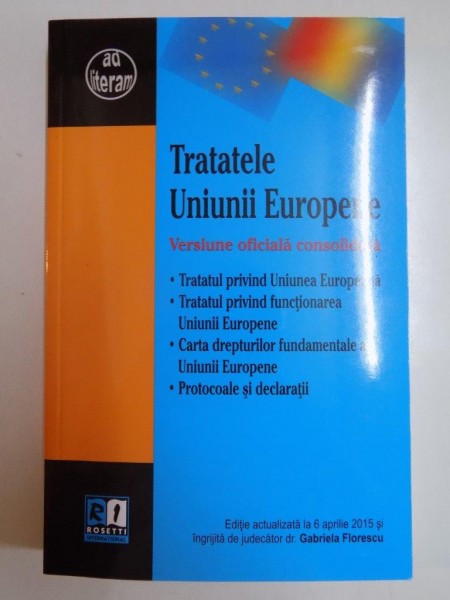 ad
literam
Tratatele
Uniunii Europene
Versiune oficială consolidată
• Tratatul privind Uniunea Europeană
• Tratatul privind funcționarea
Uniunii Europene
• Carta drepturilor fundamentale a
Uniunii Europene
• Protocoale și declarații
RI
ROSETTI
INTERNATIONAL
Ediție actualizată la 6 aprilie 2015 și
îngrijită de judecător dr. Gabriela Florescu